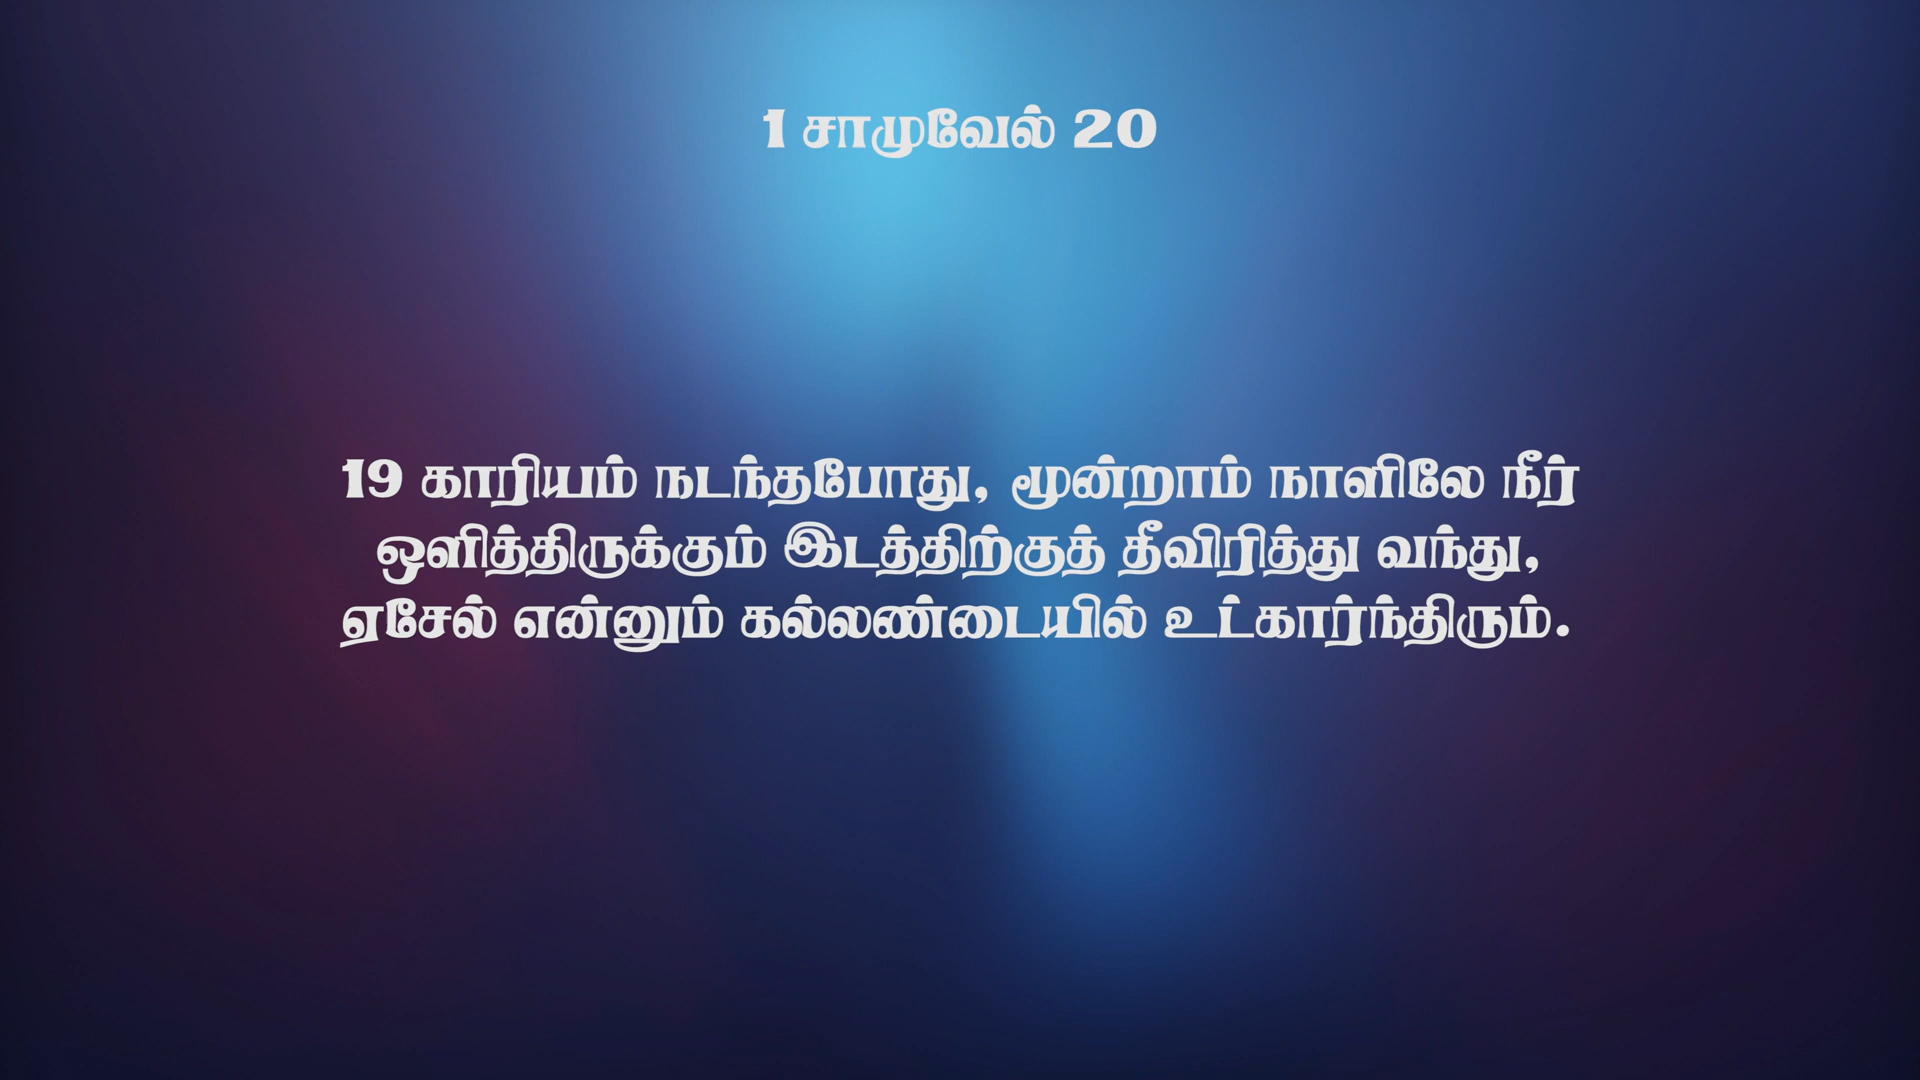 1 சாமுவேல் 20
19 காரியம் நடந்தபோது, மூன்றாம் நாளிலே நீர்
ஒளித்திருக்கும் இடத்திற்குத் தீவிரித்து வந்து,
ஏசேல் என்னும் கல்லண்டையில் உட்கார்ந்திரும்.